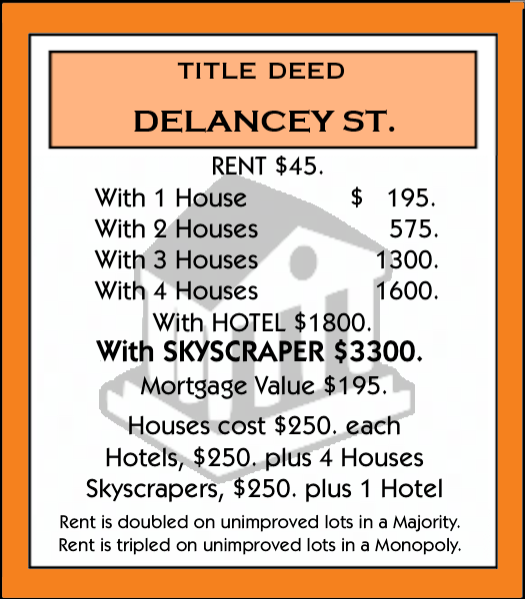 TITLE DEED
DELANCEY ST.
RENT $45.
With 1 House $ 195.
With 2 Houses 575.
With 3 Houses 1300.
With 4 Houses 1600.
With HOTEL $1800.
With SKYSCRAPER $3300.
Mortgage Value $195.
Houses cost $250. each
Hotels, $250. plus 4 Houses
Skyscrapers, $250. plus 1 Hotel
Rent is doubled on unimproved lots in a Majority.
Rent is tripled on unimproved lots in a Monopoly.